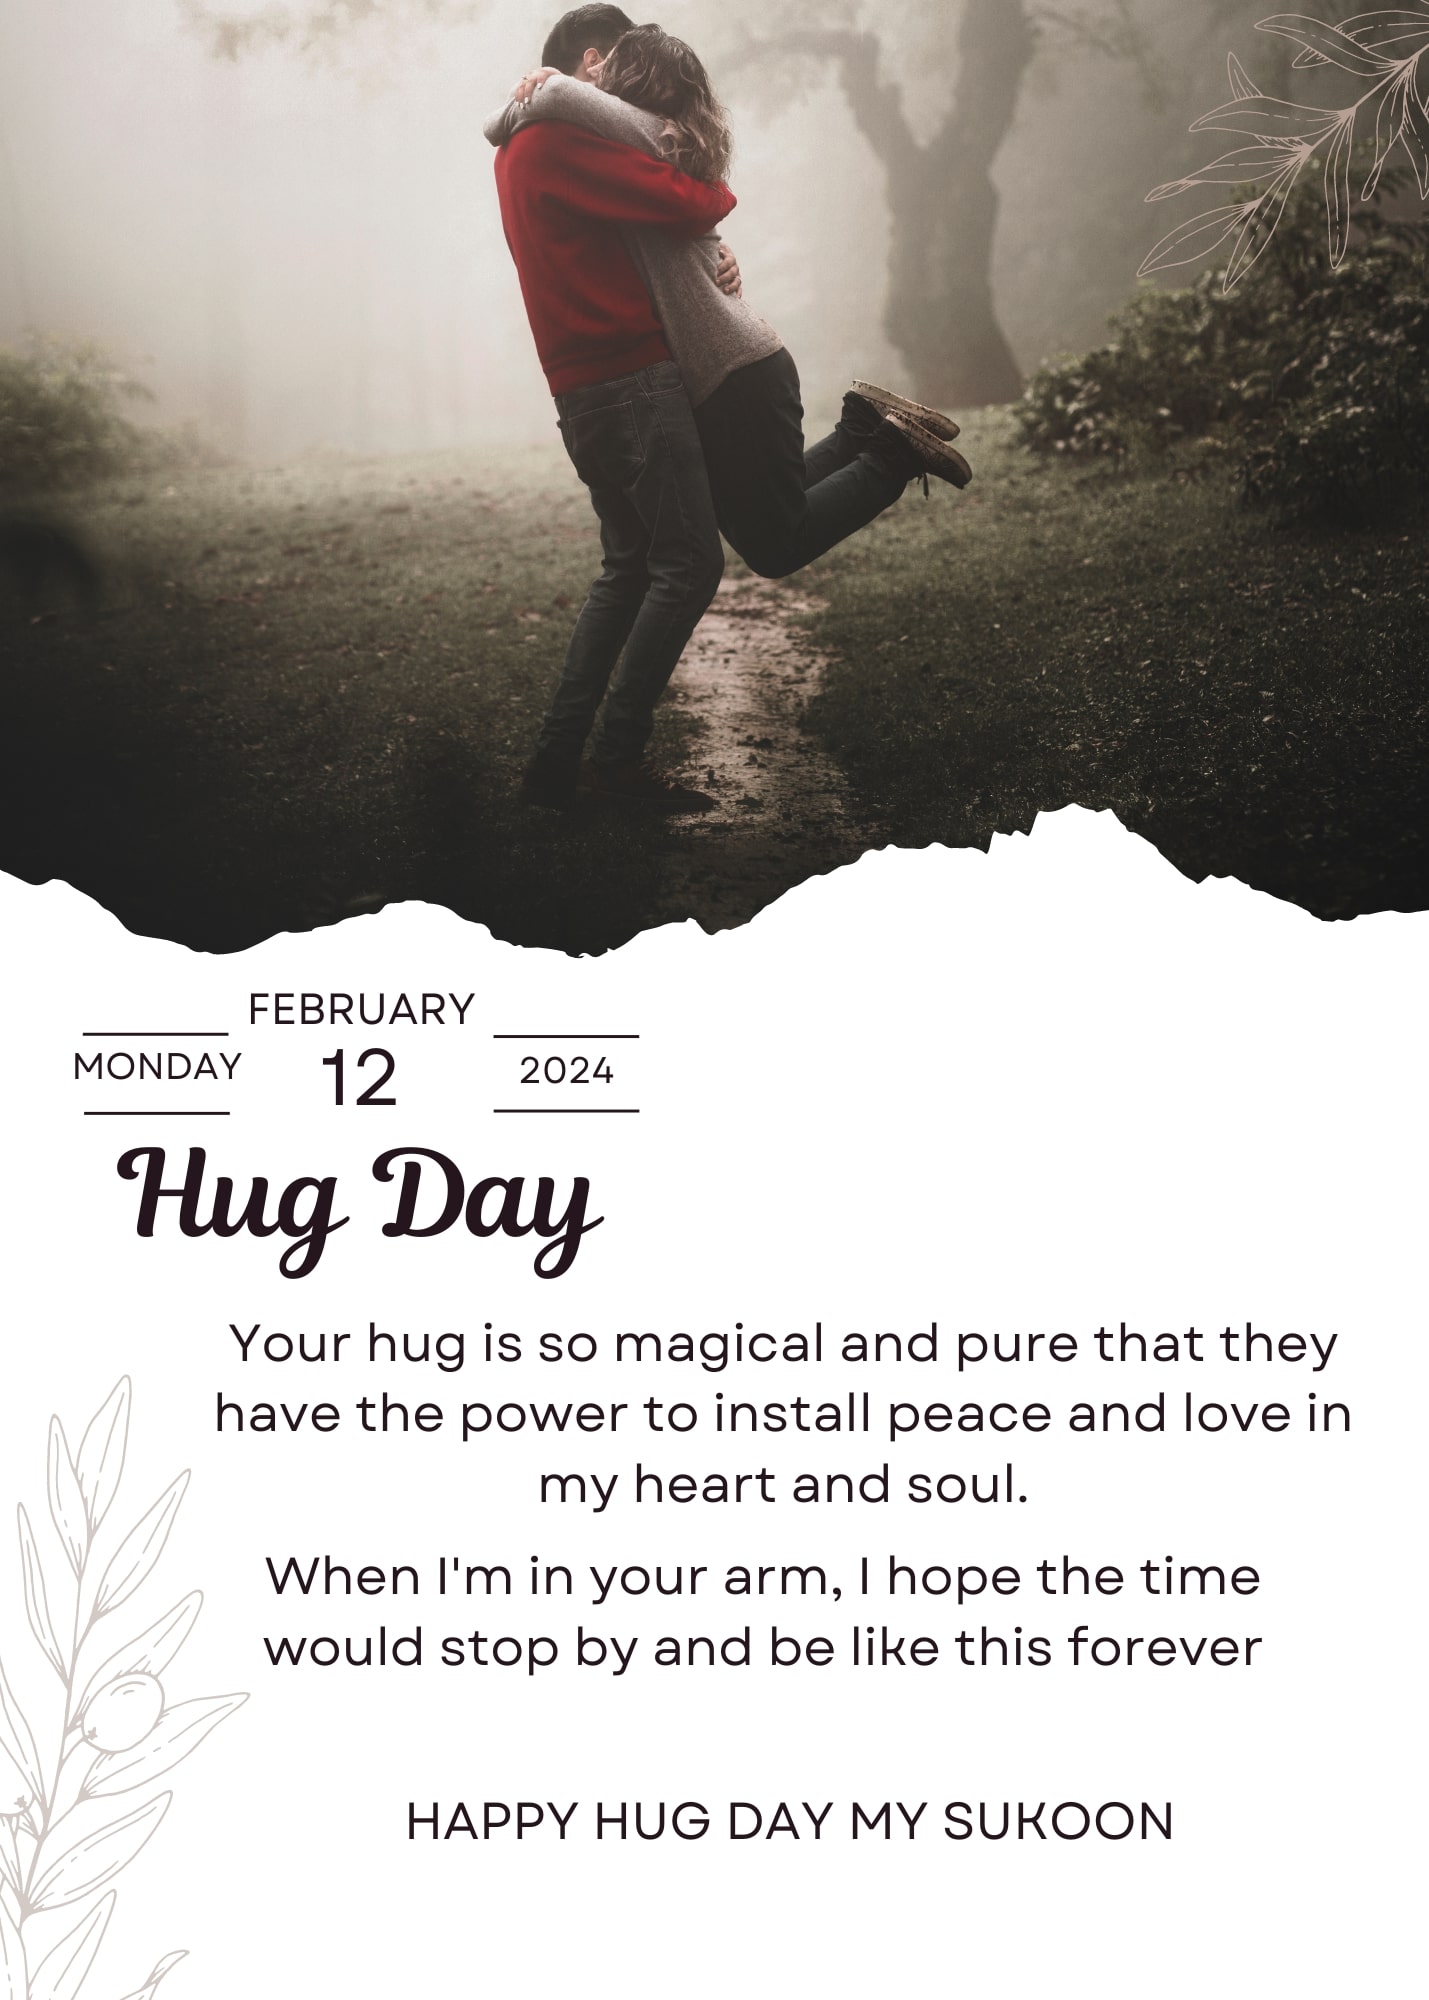 FEBRUARY
MONDAY 12 2024
Hug Day
Your hug is so magical and pure that they
have the power to install peace and love in
my heart and soul.
When I'm in your arm, I hope the time
would stop by and be like this forever
HAPPY HUG DAY MY SUKOON